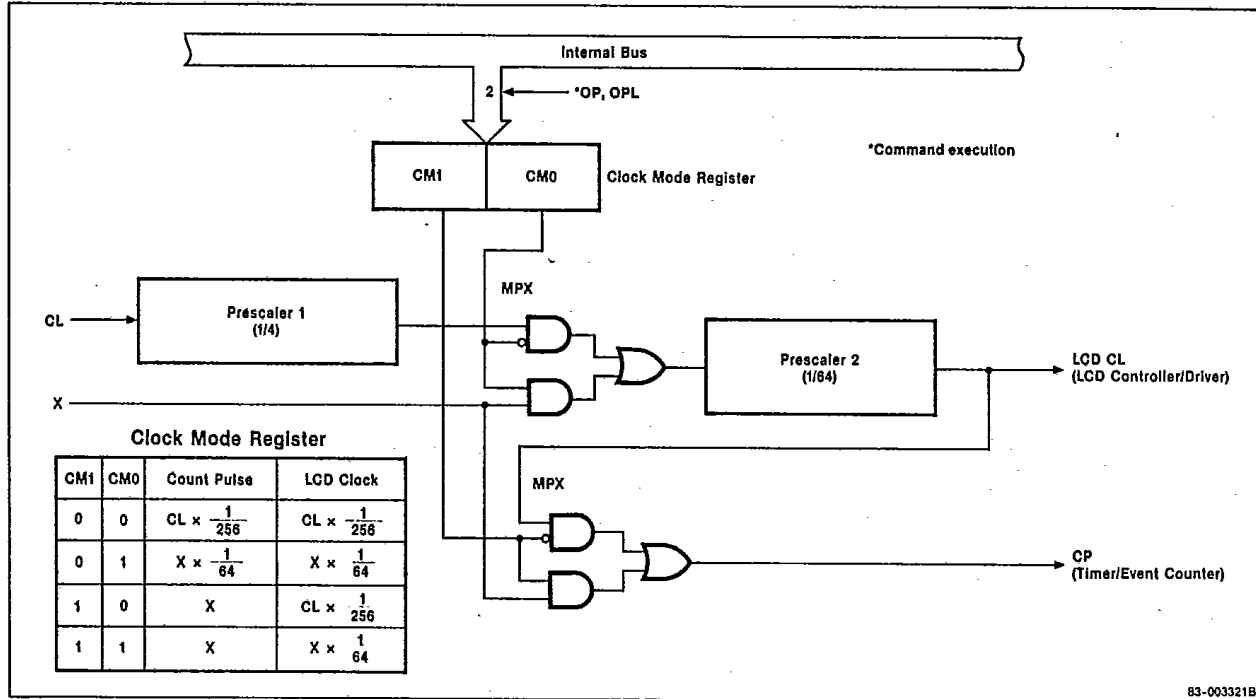 Internal Bus
2
*OP, OPL
*Command execution
CM1 CM0
Clock Mode Register
MPX
CL
Prescaler 1
(1/4)
Prescaler 2
(1/64)
LCD CL
(LCD Controller/Driver)
X
Clock Mode Register
CM1 CM0 Count Pulse LCD Clock
0 0 CL × 1/256 CL × 1/256
0 1 X × 1/64 X × 1/64
1 0 X CL × 1/256
1 1 X X × 1/64
MPX
CP
(Timer/Event Counter)
83-003321B